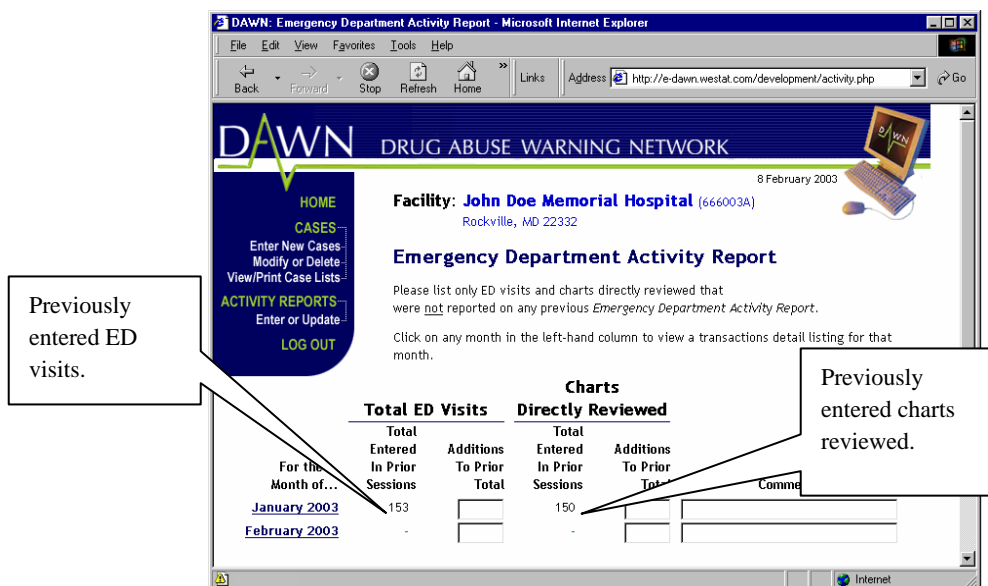 DAWN: Emergency Department Activity Report - Microsoft Internet Explorer
File Edit View Favorites Tools Help
Back Forward Stop Refresh Home » Links Address http://e-dawn.westat.com/development/activity.php Go
DAWN DRUG ABUSE WARNING NETWORK
DAWN
8 February 2003
HOME
CASES
Enter New Cases
Modify or Delete
View/Print Case Lists
ACTIVITY REPORTS
Enter or Update
LOG OUT
Facility: John Doe Memorial Hospital (666003A)
Rockville, MD 22332
Emergency Department Activity Report
Please list only ED visits and charts directly reviewed that
were not reported on any previous Emergency Department Activity Report.
Click on any month in the left-hand column to view a transactions detail listing for that
month.
Previously
entered ED
visits.
Previously
entered charts
reviewed.
Charts
Total ED Visits Directly Reviewed
Total Total
Entered Additions Entered Additions
For the In Prior To Prior In Prior To Prior
Month of... Sessions Total Sessions Total Comme
January 2003 153 150
February 2003 - -
Internet